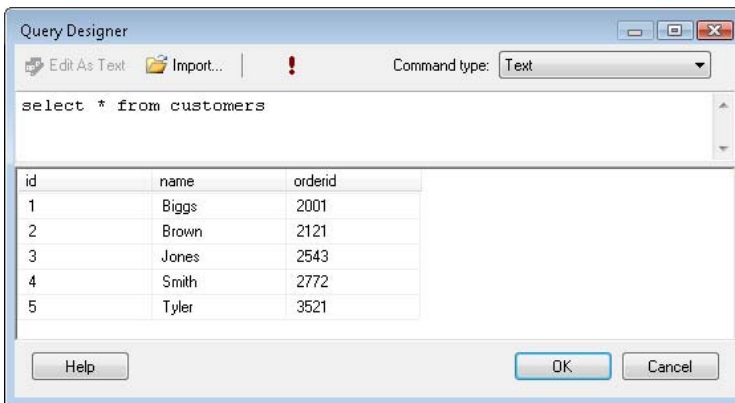 Query Designer
Edit As Text Import... ! Command type: Text
select * from customers
id name orderid
1 Biggs 2001
2 Brown 2121
3 Jones 2543
4 Smith 2772
5 Tyler 3521
Help OK Cancel